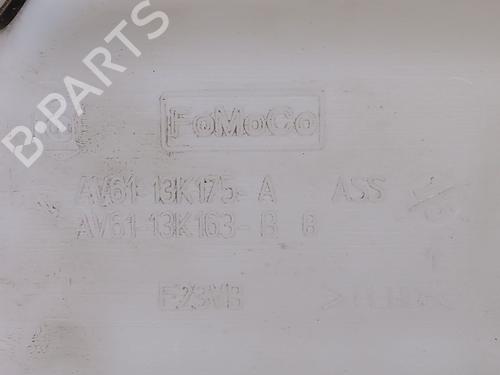 FoMoCo
AV61-13K175-A ASS
AV61-13K163-B B
B-PARTS